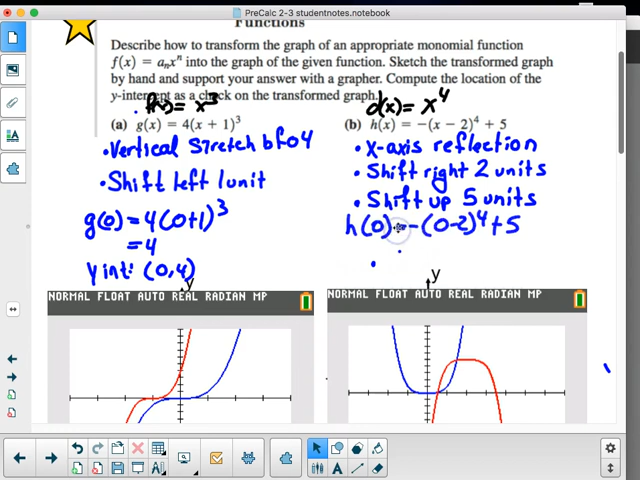 PreCalc 2-3 studentnotes.notebook
Functions
Describe how to transform the graph of an appropriate monomial function
f(x) = aₙxⁿ into the graph of the given function. Sketch the transformed graph
by hand and support your answer with a grapher. Compute the location of the
y-intercept as a check on the transformed graph.
f(x) = x³
d(x) = x⁴
(a) g(x) = 4(x + 1)³
(b) h(x) = −(x − 2)⁴ + 5
• Vertical Stretch bfo4
• Shift left 1 unit
g(0) = 4(0+1)³
= 4
y int: (0,4)
• X-axis reflection
• Shift right 2 units
• Shift up 5 units
h(0) = -(0-2)⁴ + 5
y
y
NORMAL FLOAT AUTO REAL RADIAN MP
NORMAL FLOAT AUTO REAL RADIAN MP